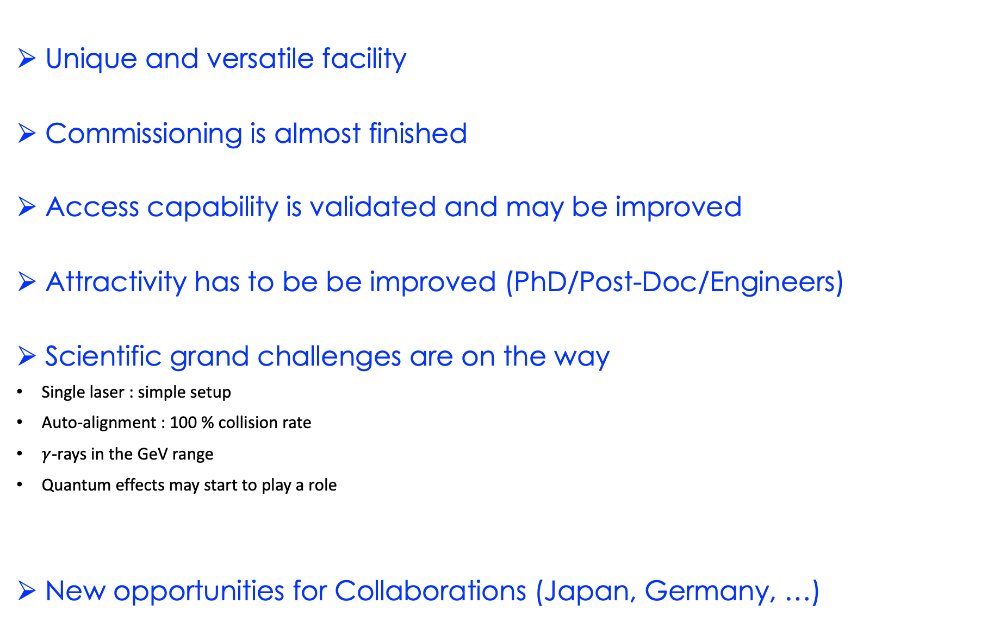 ➢ Unique and versatile facility
➢ Commissioning is almost finished
➢ Access capability is validated and may be improved
➢ Attractivity has to be be improved (PhD/Post-Doc/Engineers)
➢ Scientific grand challenges are on the way
• Single laser : simple setup
• Auto-alignment : 100 % collision rate
• γ-rays in the GeV range
• Quantum effects may start to play a role
➢ New opportunities for Collaborations (Japan, Germany, …)